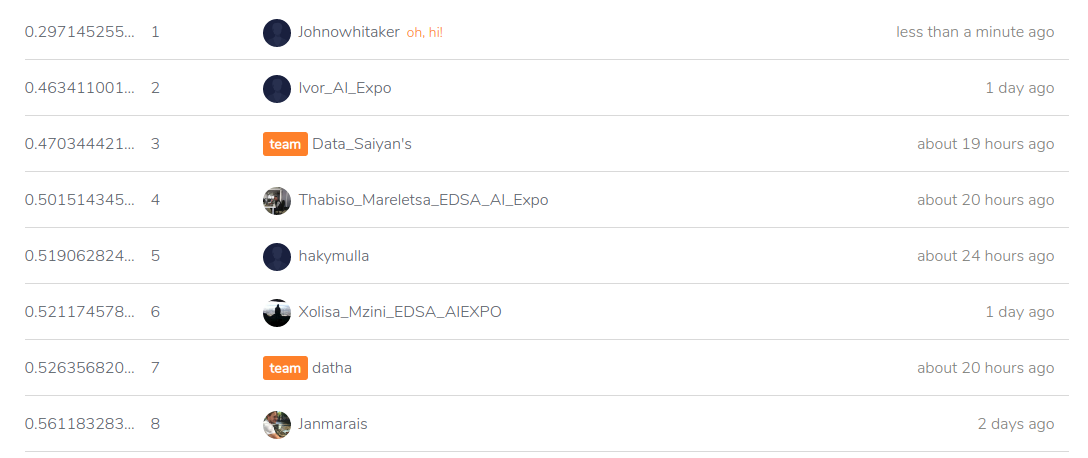 0.297145255... 1 Johnowhitaker oh, hi! less than a minute ago
0.463411001... 2 Ivor_AI_Expo 1 day ago
0.470344421... 3 team Data_Saiyan's about 19 hours ago
0.501514345... 4 Thabiso_Mareletsa_EDSA_AI_Expo about 20 hours ago
0.519062824... 5 hakymulla about 24 hours ago
0.521174578... 6 Xolisa_Mzini_EDSA_AIEXPO 1 day ago
0.526356820... 7 team datha about 20 hours ago
0.561183283... 8 Janmarais 2 days ago